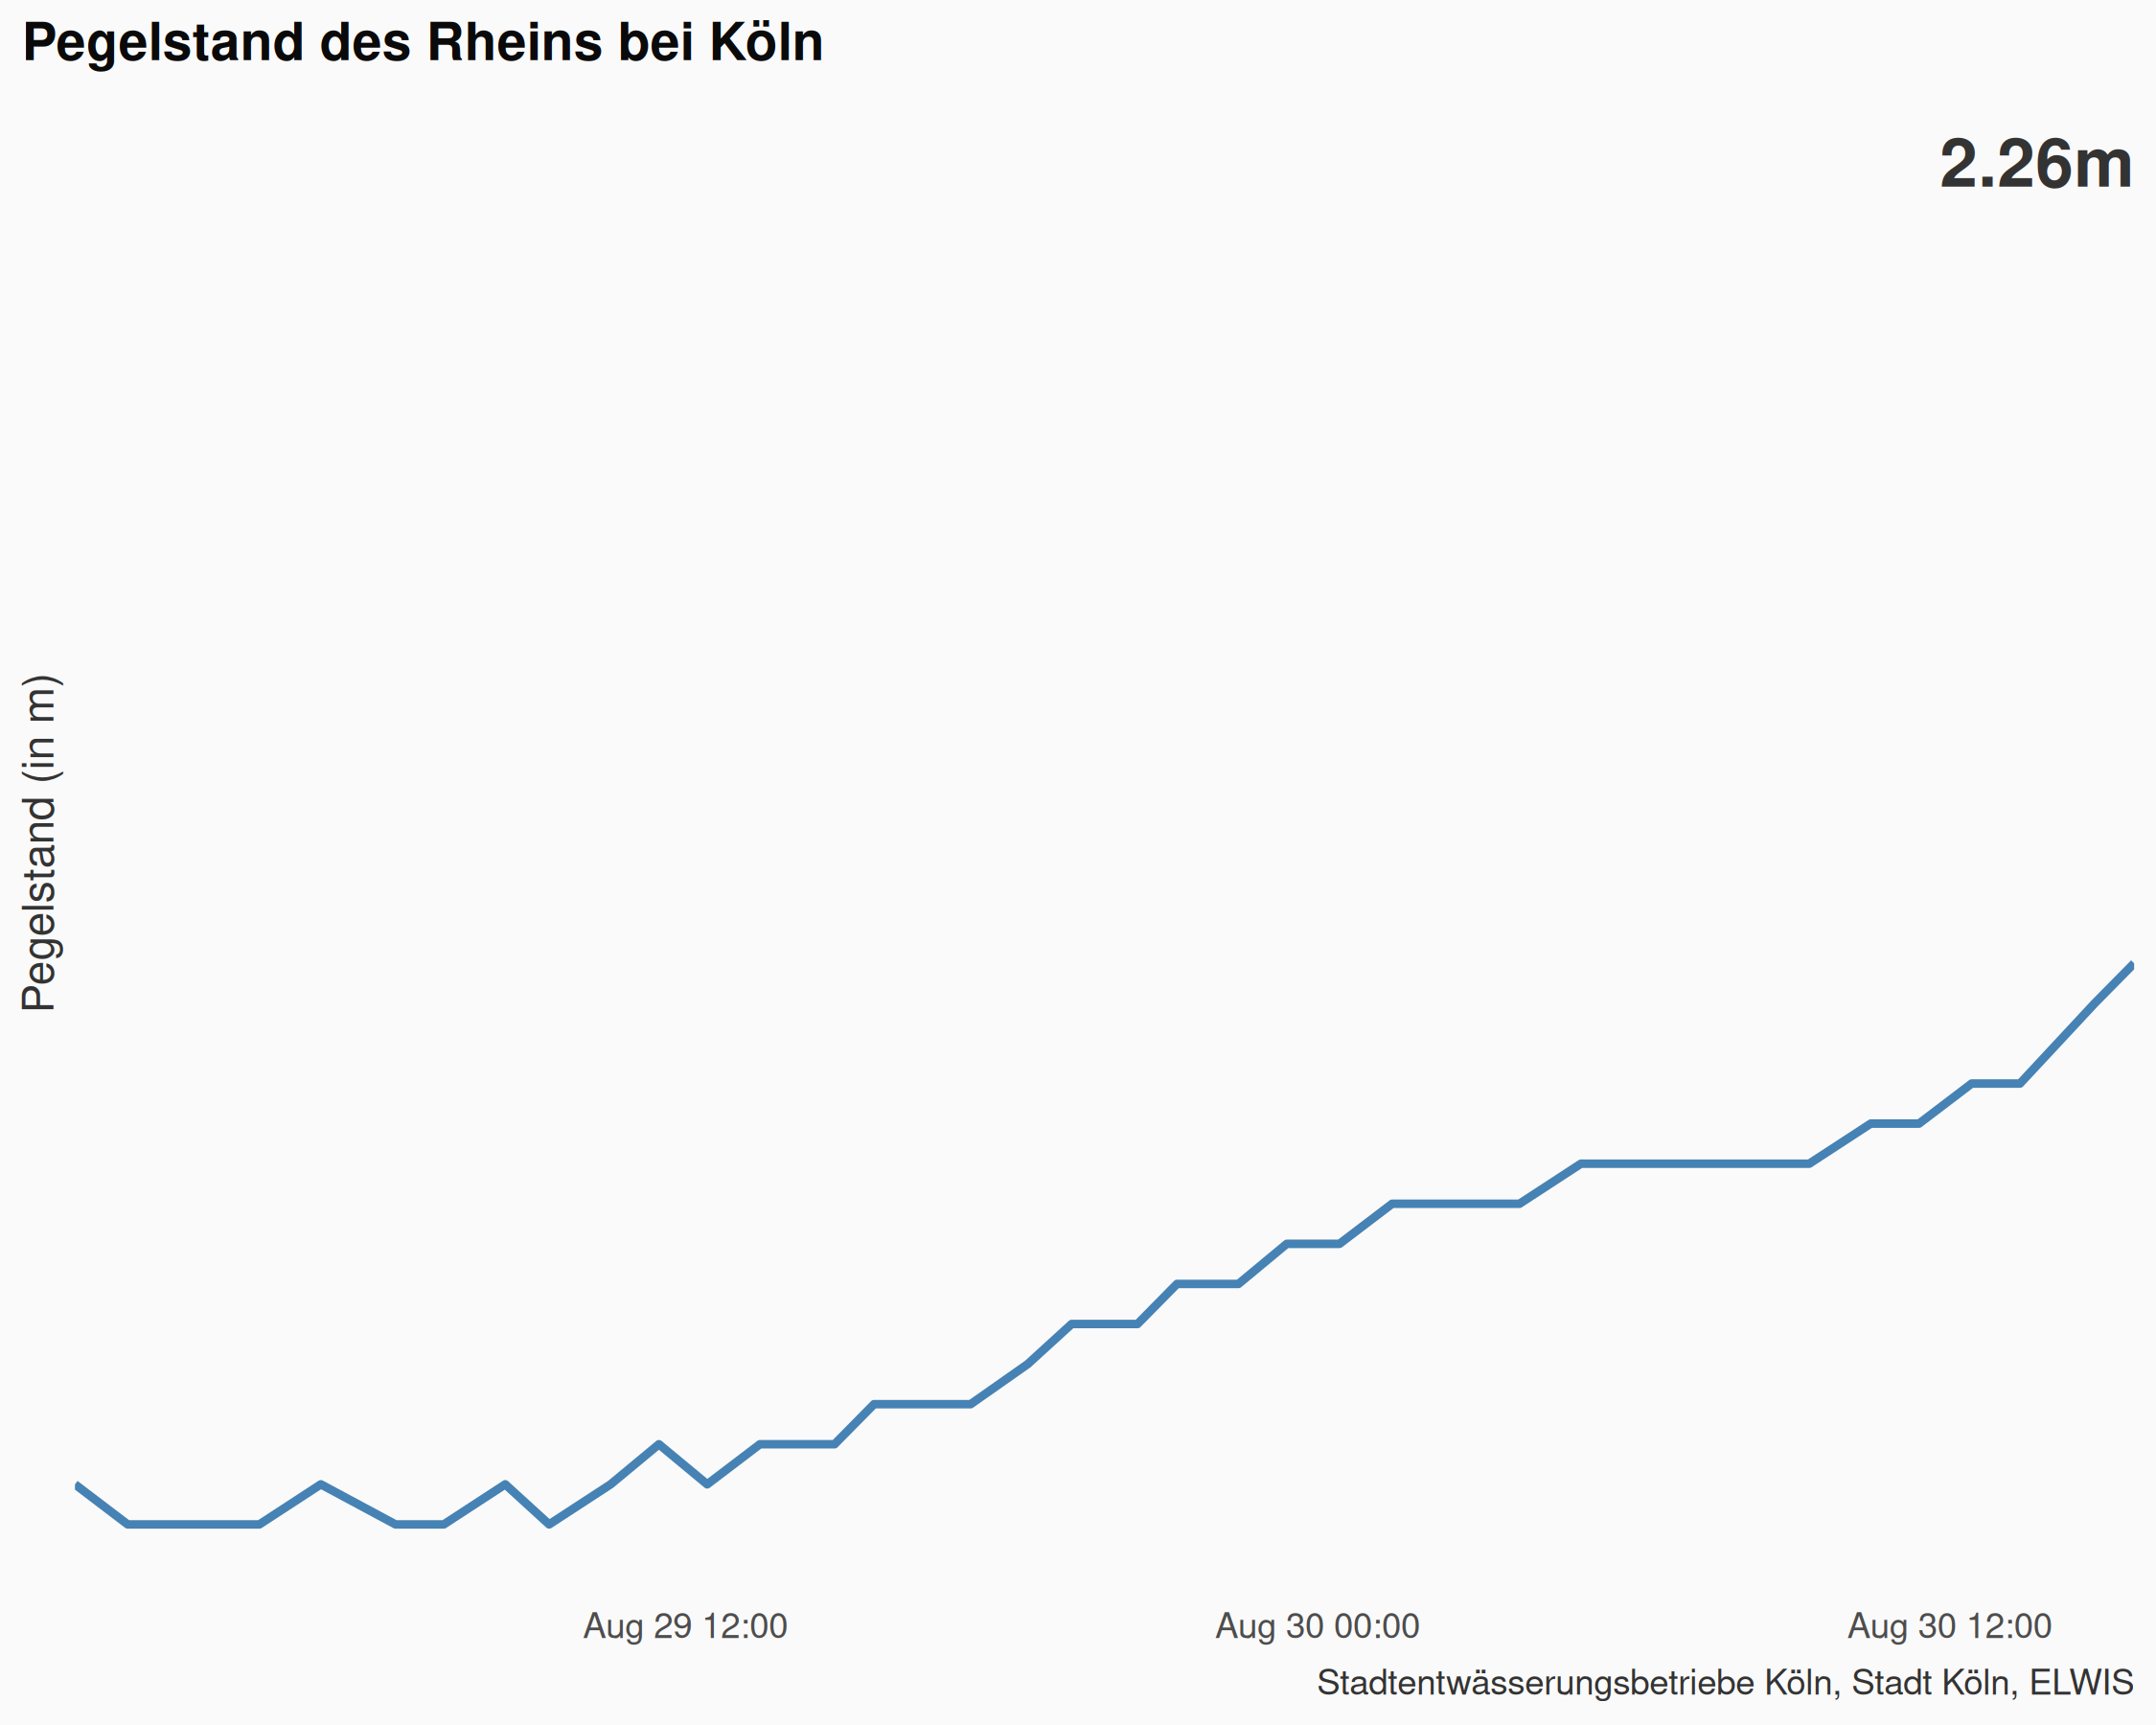 Pegelstand des Rheins bei Köln
2.26m
Pegelstand (in m)
Aug 29 12:00
Aug 30 00:00
Aug 30 12:00
Stadtentwässerungsbetriebe Köln, Stadt Köln, ELWIS